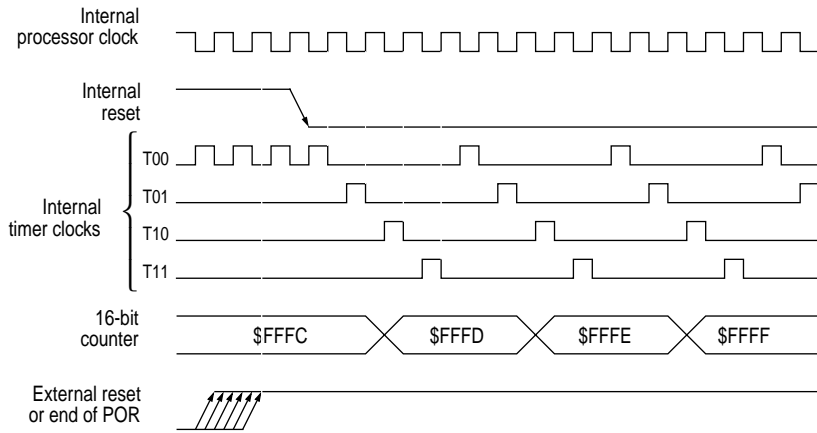 Internal
processor clock
Internal
reset
Internal
timer clocks
T00
T01
T10
T11
16-bit
counter
$FFFC
$FFFD
$FFFE
$FFFF
External reset
or end of POR